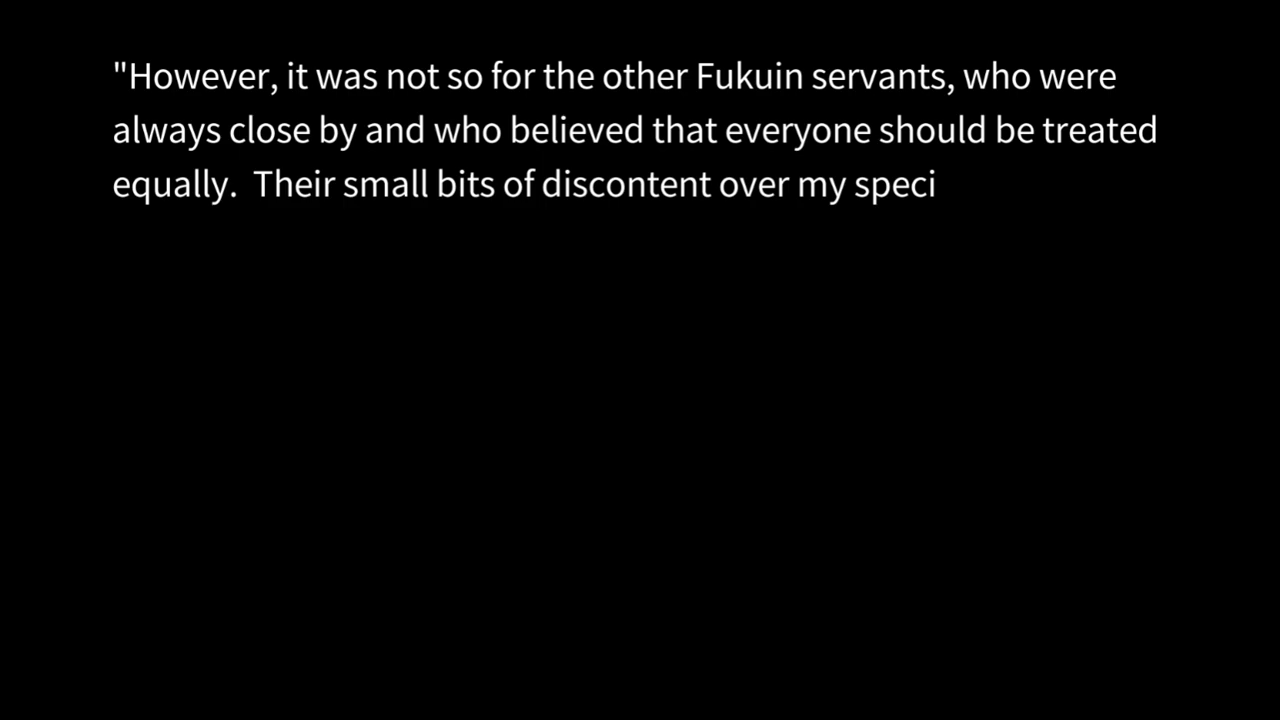 "However, it was not so for the other Fukuin servants, who were
always close by and who believed that everyone should be treated
equally.  Their small bits of discontent over my speci